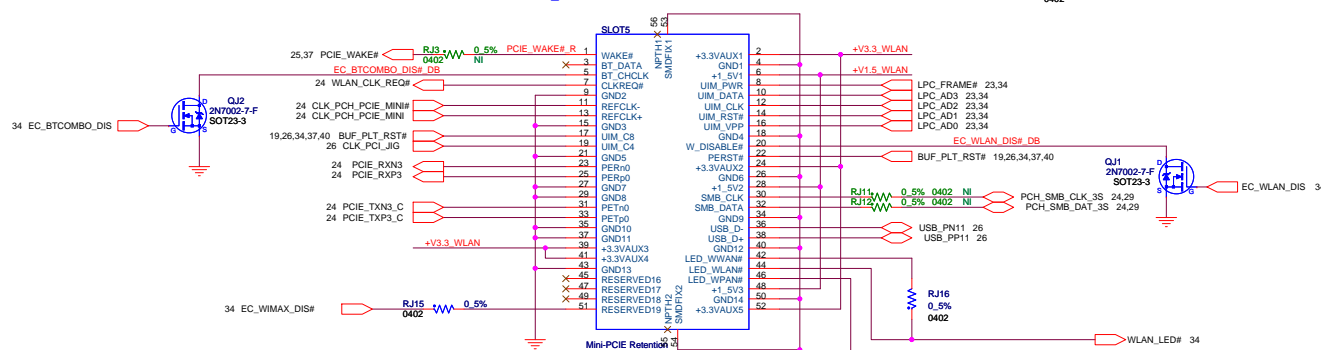 0402
56
53
SLOT5
NPTH1
SMDFIX1
25,37 PCIE_WAKE#
RJ3
0_5%
0402
NI
PCIE_WAKE#_R
1 WAKE#
3 BT_DATA
EC_BTCOMBO_DIS#_DB
5 BT_CHCLK
24 WLAN_CLK_REQ#
7 CLKREQ#
9 GND2
24 CLK_PCH_PCIE_MINI#
11 REFCLK-
24 CLK_PCH_PCIE_MINI
13 REFCLK+
15 GND3
19,26,34,37,40 BUF_PLT_RST#
17 UIM_C8
26 CLK_PCI_JIG
19 UIM_C4
21 GND5
24 PCIE_RXN3
23 PERn0
24 PCIE_RXP3
25 PERp0
27 GND7
29 GND8
24 PCIE_TXN3_C
31 PETn0
24 PCIE_TXP3_C
33 PETp0
35 GND10
37 GND11
+V3.3_WLAN
39 +3.3VAUX3
41 +3.3VAUX4
43 GND13
45 RESERVED16
47 RESERVED17
49 RESERVED18
34 EC_WIMAX_DIS#
RJ15
0_5%
0402
51 RESERVED19
QJ2
2N7002-7-F
SOT23-3
D
G
S
34 EC_BTCOMBO_DIS
+3.3VAUX1 2
+V3.3_WLAN
GND1 4
+1_5V1 6
+V1.5_WLAN
UIM_PWR 8
LPC_FRAME# 23,34
UIM_DATA 10
LPC_AD3 23,34
UIM_CLK 12
LPC_AD2 23,34
UIM_RST# 14
LPC_AD1 23,34
UIM_VPP 16
LPC_AD0 23,34
GND4 18
W_DISABLE# 20
EC_WLAN_DIS#_DB
PERST# 22
BUF_PLT_RST# 19,26,34,37,40
+3.3VAUX2 24
GND6 26
+1_5V2 28
SMB_CLK 30
RJ11 0_5% 0402 NI
PCH_SMB_CLK_3S 24,29
SMB_DATA 32
RJ12 0_5% 0402 NI
PCH_SMB_DAT_3S 24,29
GND9 34
USB_D- 36
USB_PN11 26
USB_D+ 38
USB_PP11 26
GND12 40
LED_WWAN# 42
LED_WLAN# 44
LED_WPAN# 46
+1_5V3 48
GND14 50
+3.3VAUX5 52
QJ1
2N7002-7-F
SOT23-3
D
S
G
EC_WLAN_DIS 3
RJ16
0_5%
0402
WLAN_LED# 34
NPTH2
SMDFIX2
55
54
Mini-PCIE Retention